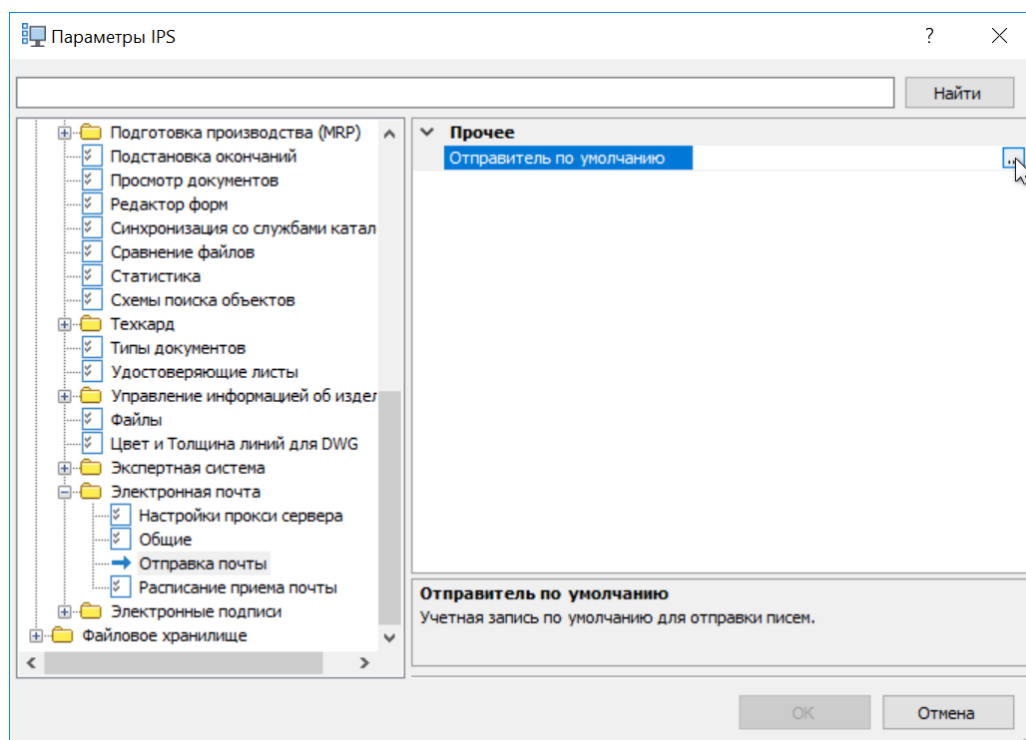 Параметры IPS
?
Найти
Подготовка производства (MRP)
Подстановка окончаний
Просмотр документов
Редактор форм
Синхронизация со службами катал
Сравнение файлов
Статистика
Схемы поиска объектов
Техкард
Типы документов
Удостоверяющие листы
Управление информацией об издел
Файлы
Цвет и Толщина линий для DWG
Экспертная система
Электронная почта
Настройки прокси сервера
Общие
Отправка почты
Расписание приема почты
Электронные подписи
Файловое хранилище
Прочее
Отправитель по умолчанию
...
Отправитель по умолчанию
Учетная запись по умолчанию для отправки писем.
OK
Отмена